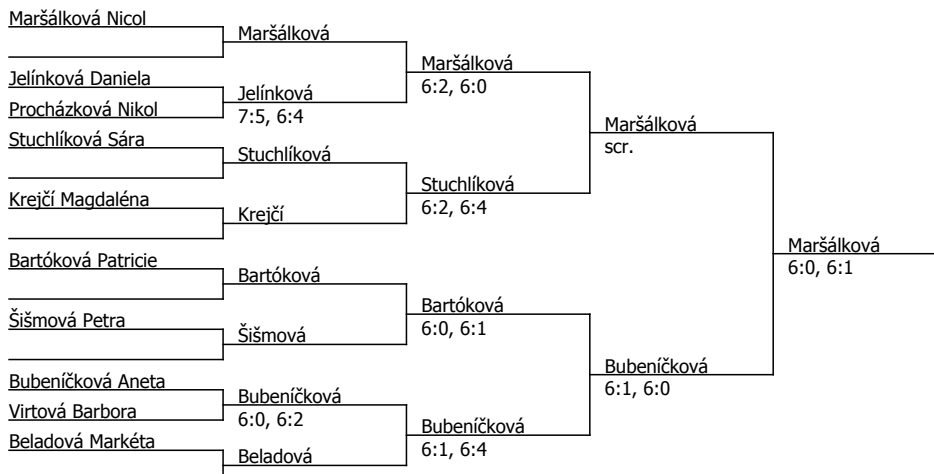 Maršálková Nicol
Maršálková
Maršálková
6:2, 6:0
Jelínková Daniela
Jelínková
7:5, 6:4
Procházková Nikol
Maršálková
scr.
Stuchlíková Sára
Stuchlíková
Stuchlíková
6:2, 6:4
Krejčí Magdaléna
Krejčí
Maršálková
6:0, 6:1
Bartóková Patricie
Bartóková
Bartóková
6:0, 6:1
Šišmová Petra
Šišmová
Bubeníčková
6:1, 6:0
Bubeníčková Aneta
Bubeníčková
6:0, 6:2
Virtová Barbora
Bubeníčková
6:1, 6:4
Beladová Markéta
Beladová